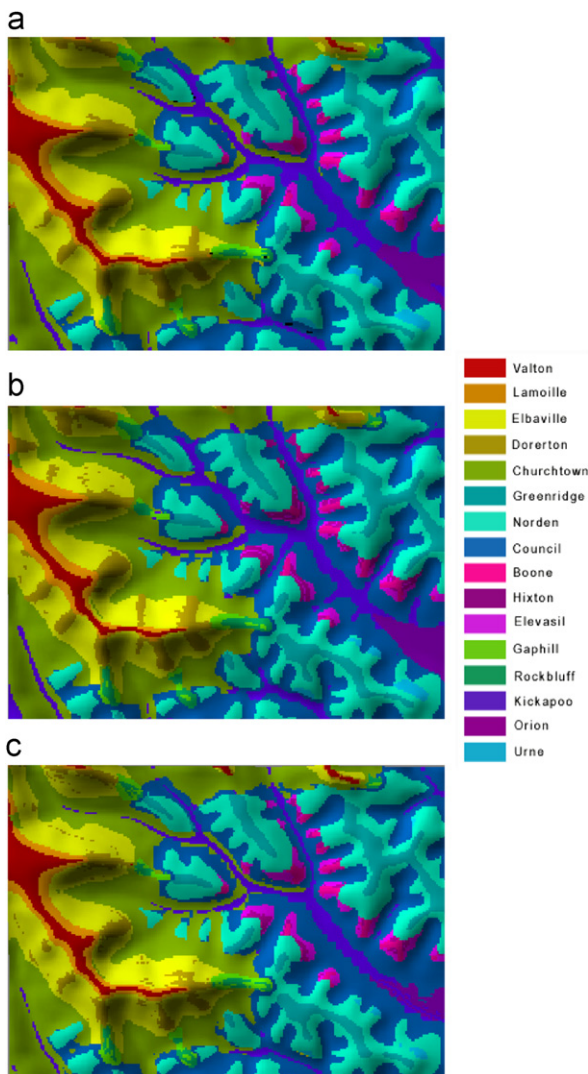 a
b
c
Valton
Lamoille
Elbaville
Dorerton
Churchtown
Greenridge
Norden
Council
Boone
Hixton
Elevasil
Gaphill
Rockbluff
Kickapoo
Orion
Urne